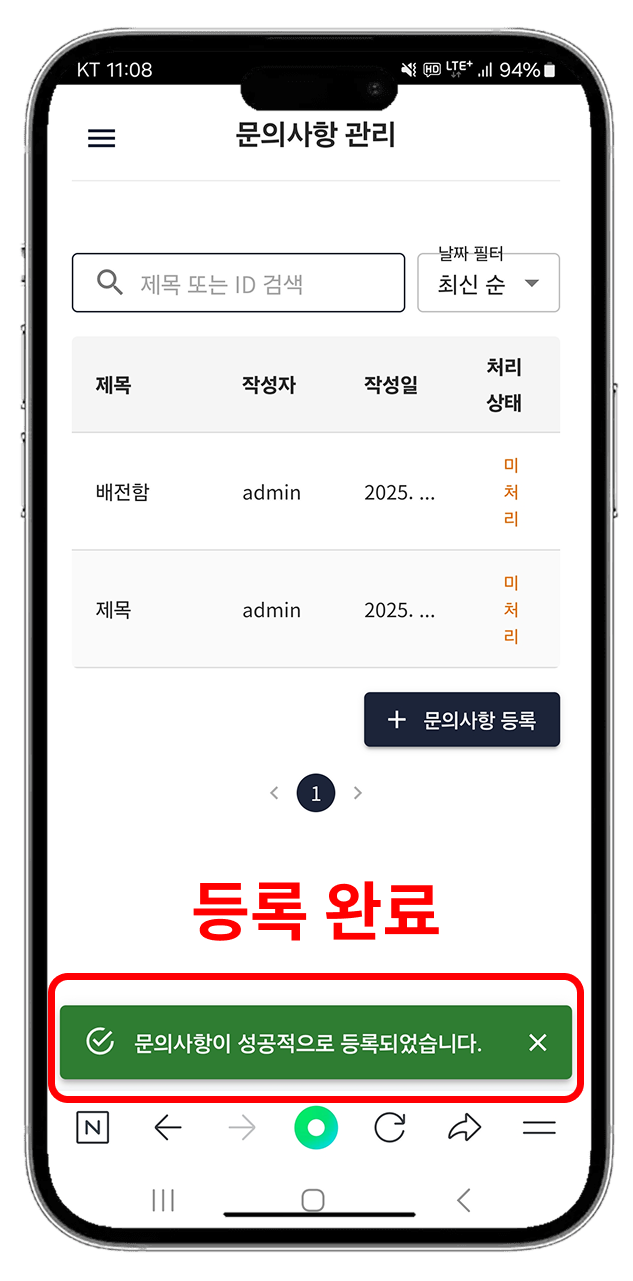 KT 11:08 HD LTE+ 94%
문의사항 관리
날짜 필터
제목 또는 ID 검색 최신 순
제목 작성자 작성일 처리
상태
배전함 admin 2025. ... 미
처
리
제목 admin 2025. ... 미
처
리
+ 문의사항 등록
< 1 >
등록 완료
문의사항이 성공적으로 등록되었습니다.
N